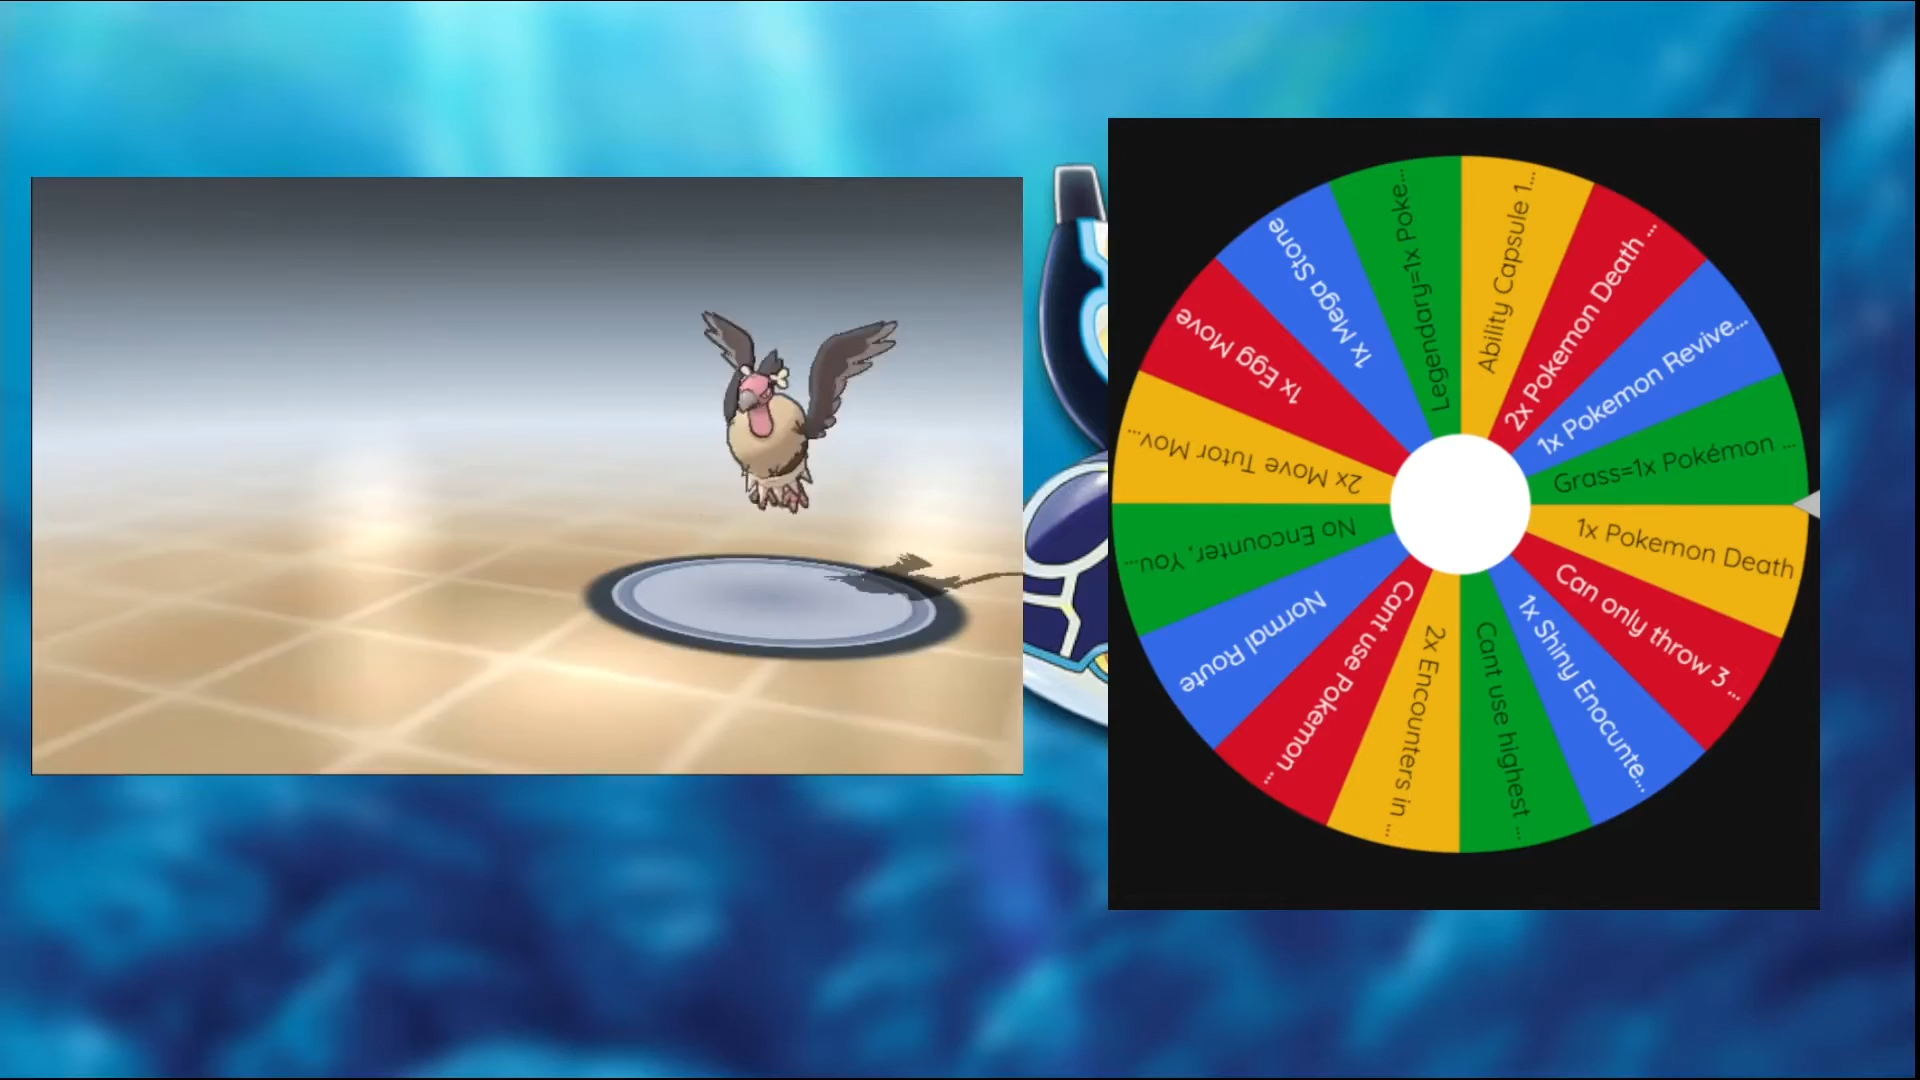 Ability Capsule 1...
2x Pokemon Death ...
1x Pokemon Revive...
Grass=1x Pokémon ...
1x Pokemon Death
Can only throw 3 ...
1x Shiny Enocunte...
Cant use highest ...
2x Encounters in ...
Cant use Pokemon ...
Normal Route
No Encounter, You...
2x Move Tutor Mov...
1x Egg Move
1x Mega Stone
Legendary=1x Poke...